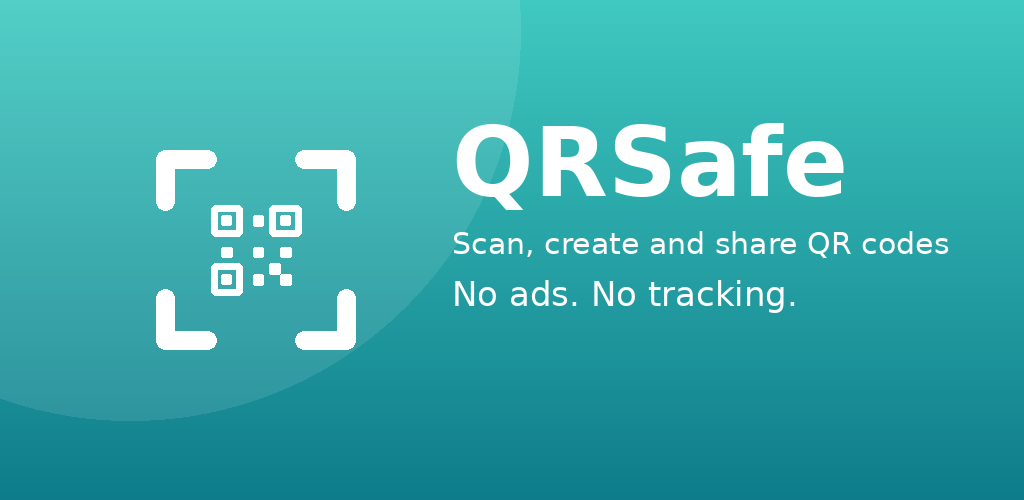 QRSafe
Scan, create and share QR codes
No ads. No tracking.